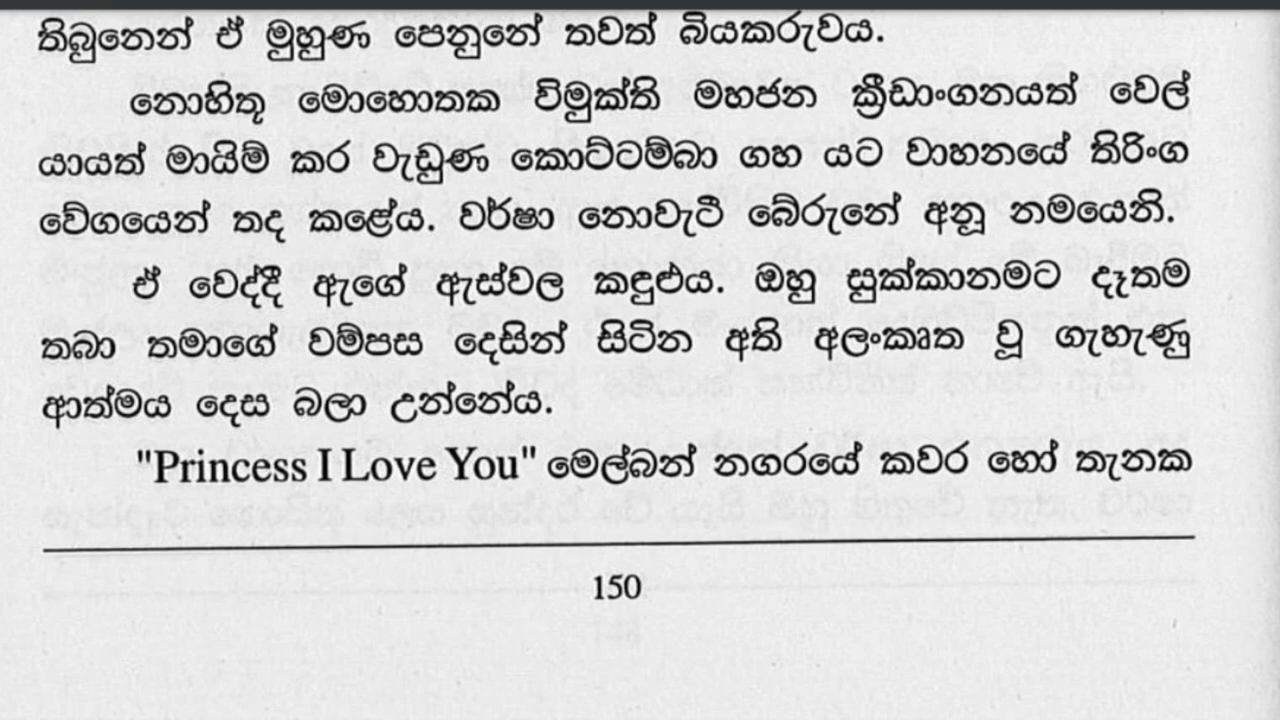 තිබුනෙන් ඒ මුහුණ පෙනුනේ තවත් බියකරුවය.
නොහිතූ මොහොතක විමුක්ති මහජන ක්‍රීඩාංගනයත් වෙල්
යායත් මායිම් කර වැඩුණ කොට්ටම්බා ගහ යට වාහනයේ තිරිංග
වේගයෙන් තද කළේය. වර්ෂා නොවැටී බේරුනේ අනූ නමයෙනි.
ඒ වෙද්දී ඇගේ ඇස්වල කඳුළුය. ඔහු සුක්කානමට දෑතම
තබා තමාගේ වම්පස දෙසින් සිටින අති අලංකෘත වූ ගැහැණු
ආත්මය දෙස බලා උන්නේය.
"Princess I Love You" මෙල්බන් නගරයේ කවර හෝ තැනක
150